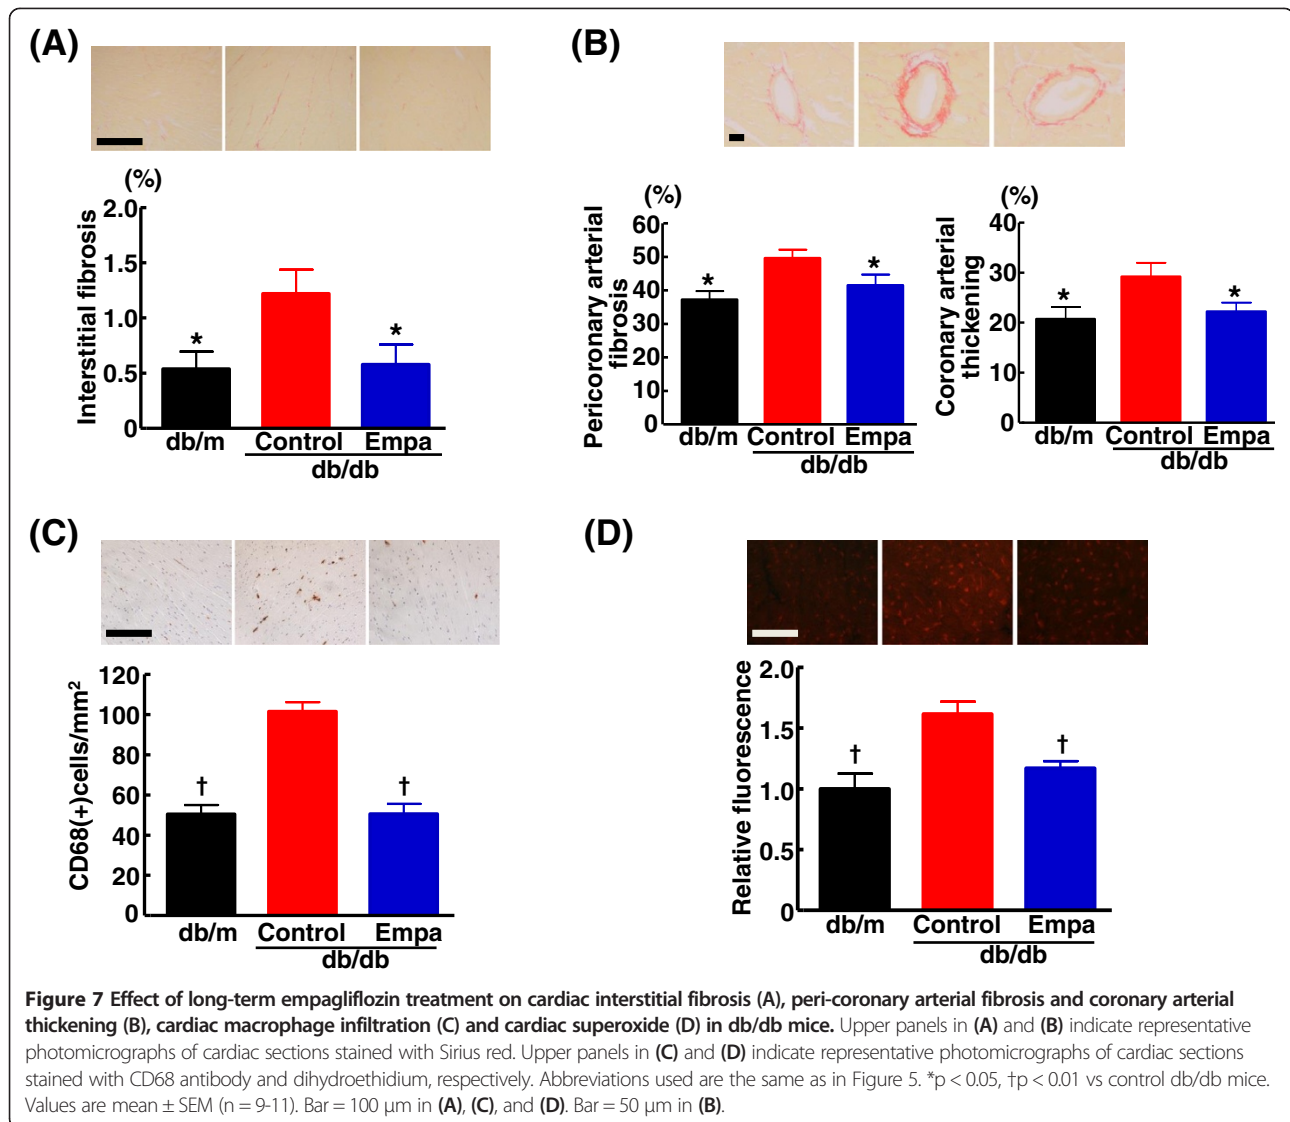 (A)
(%)
Interstitial fibrosis
2.0
1.5
1.0
0.5
0
*
*
db/m
Control
Empa
db/db
(B)
(%)
Pericoronary arterial
fibrosis
60
50
40
30
20
10
0
*
*
db/m
Control
Empa
db/db
(%)
Coronary arterial
thickening
40
30
20
10
0
*
*
db/m
Control
Empa
db/db
(C)
CD68(+)cells/mm²
120
100
80
60
40
20
0
†
†
db/m
Control
Empa
db/db
(D)
Relative fluorescence
2.0
1.5
1.0
0.5
0
†
†
db/m
Control
Empa
db/db
Figure 7 Effect of long-term empagliflozin treatment on cardiac interstitial fibrosis (A), peri-coronary arterial fibrosis and coronary arterial
thickening (B), cardiac macrophage infiltration (C) and cardiac superoxide (D) in db/db mice. Upper panels in (A) and (B) indicate representative
photomicrographs of cardiac sections stained with Sirius red. Upper panels in (C) and (D) indicate representative photomicrographs of cardiac sections
stained with CD68 antibody and dihydroethidium, respectively. Abbreviations used are the same as in Figure 5. *p < 0.05, †p < 0.01 vs control db/db mice.
Values are mean ± SEM (n = 9-11). Bar = 100 μm in (A), (C), and (D). Bar = 50 μm in (B).